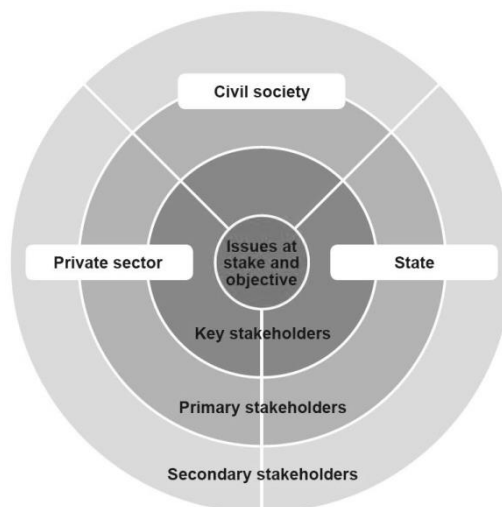 Civil society
Private sector
Issues at
stake and
objective
State
Key stakeholders
Primary stakeholders
Secondary stakeholders